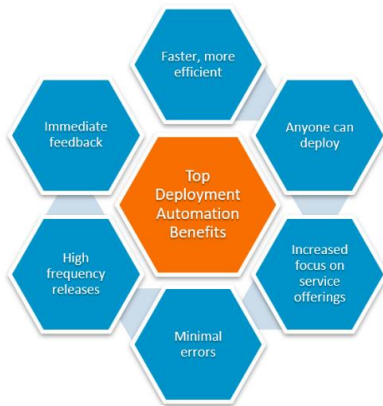 Faster, more
efficient
Immediate
feedback
Anyone can
deploy
Top
Deployment
Automation
Benefits
High
frequency
releases
Increased
focus on
service
offerings
Minimal
errors